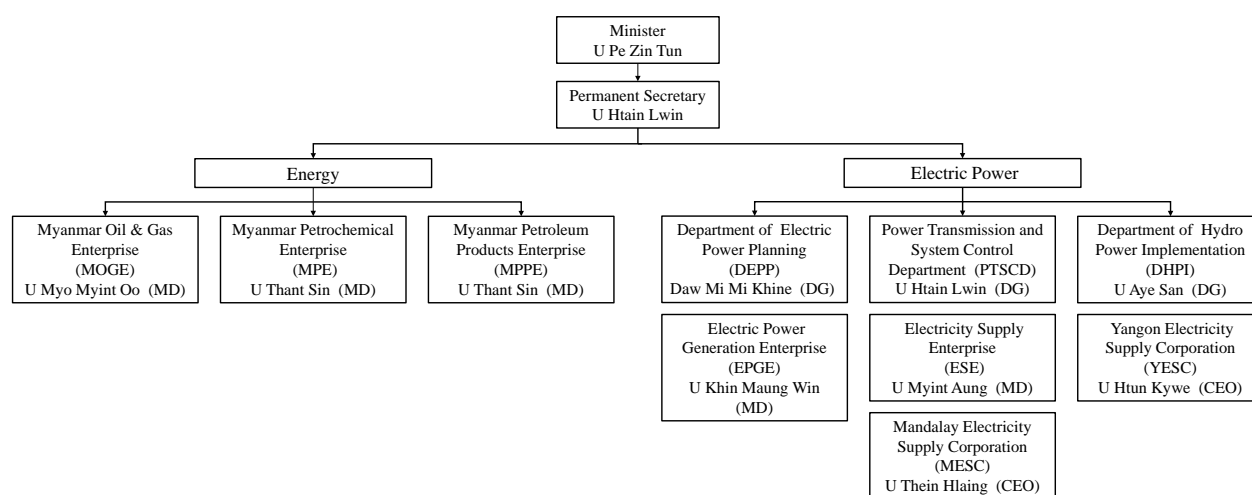 Minister
U Pe Zin Tun
Permanent Secretary
U Htain Lwin
Energy
Electric Power
Myanmar Oil & Gas
Enterprise
(MOGE)
U Myo Myint Oo (MD)
Myanmar Petrochemical
Enterprise
(MPE)
U Thant Sin (MD)
Myanmar Petroleum
Products Enterprise
(MPPE)
U Thant Sin (MD)
Department of Electric
Power Planning
(DEPP)
Daw Mi Mi Khine (DG)
Power Transmission and
System Control
Department (PTSCD)
U Htain Lwin (DG)
Department of Hydro
Power Implementation
(DHPI)
U Aye San (DG)
Electric Power
Generation Enterprise
(EPGE)
U Khin Maung Win
(MD)
Electricity Supply
Enterprise
(ESE)
U Myint Aung (MD)
Yangon Electricity
Supply Corporation
(YESC)
U Htun Kywe (CEO)
Mandalay Electricity
Supply Corporation
(MESC)
U Thein Hlaing (CEO)